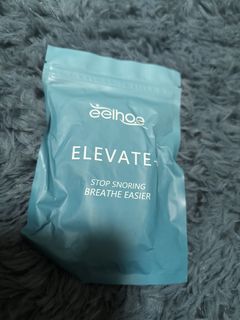 eelhoe
ELEVATE
STOP SNORING
BREATHE EASIER